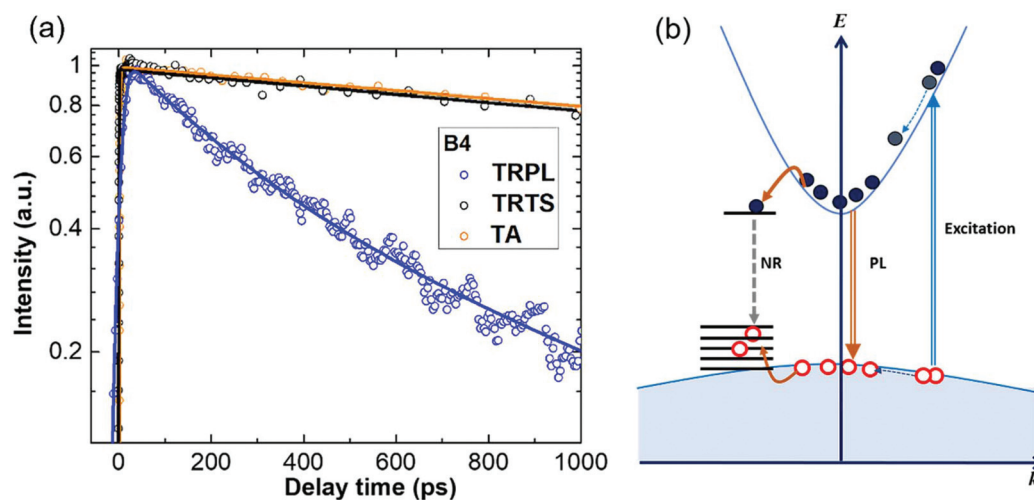 (a)
1
0.8
0.6
0.4
0.2
Intensity (a.u.)
B4
TRPL
TRTS
TA
0 200 400 600 800 1000
Delay time (ps)
(b)
E
Excitation
NR
PL